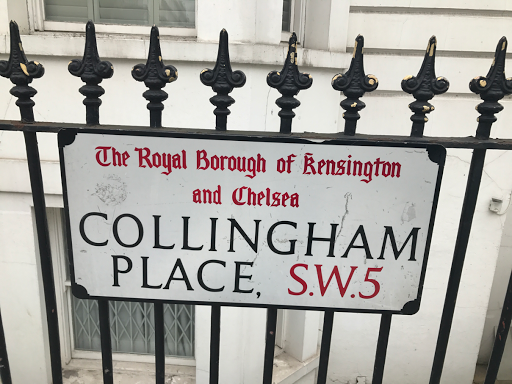 The Royal Borough of Kensington
and Chelsea
COLLINGHAM
PLACE, S.W.5